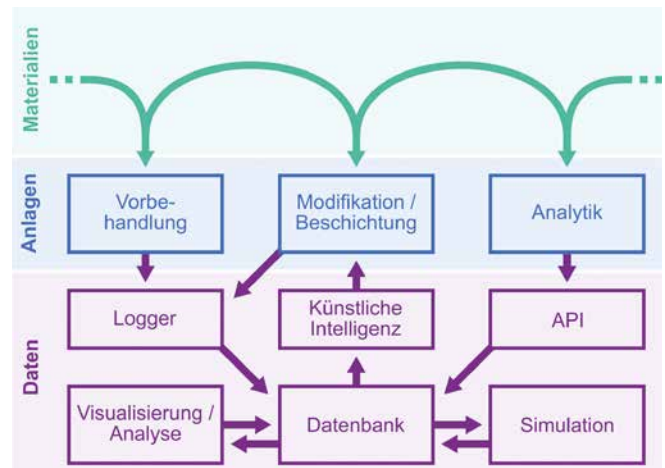 Materialien
Anlagen
Vorbe-
handlung
Modifikation /
Beschichtung
Analytik
Daten
Logger
Künstliche
Intelligenz
API
Visualisierung /
Analyse
Datenbank
Simulation